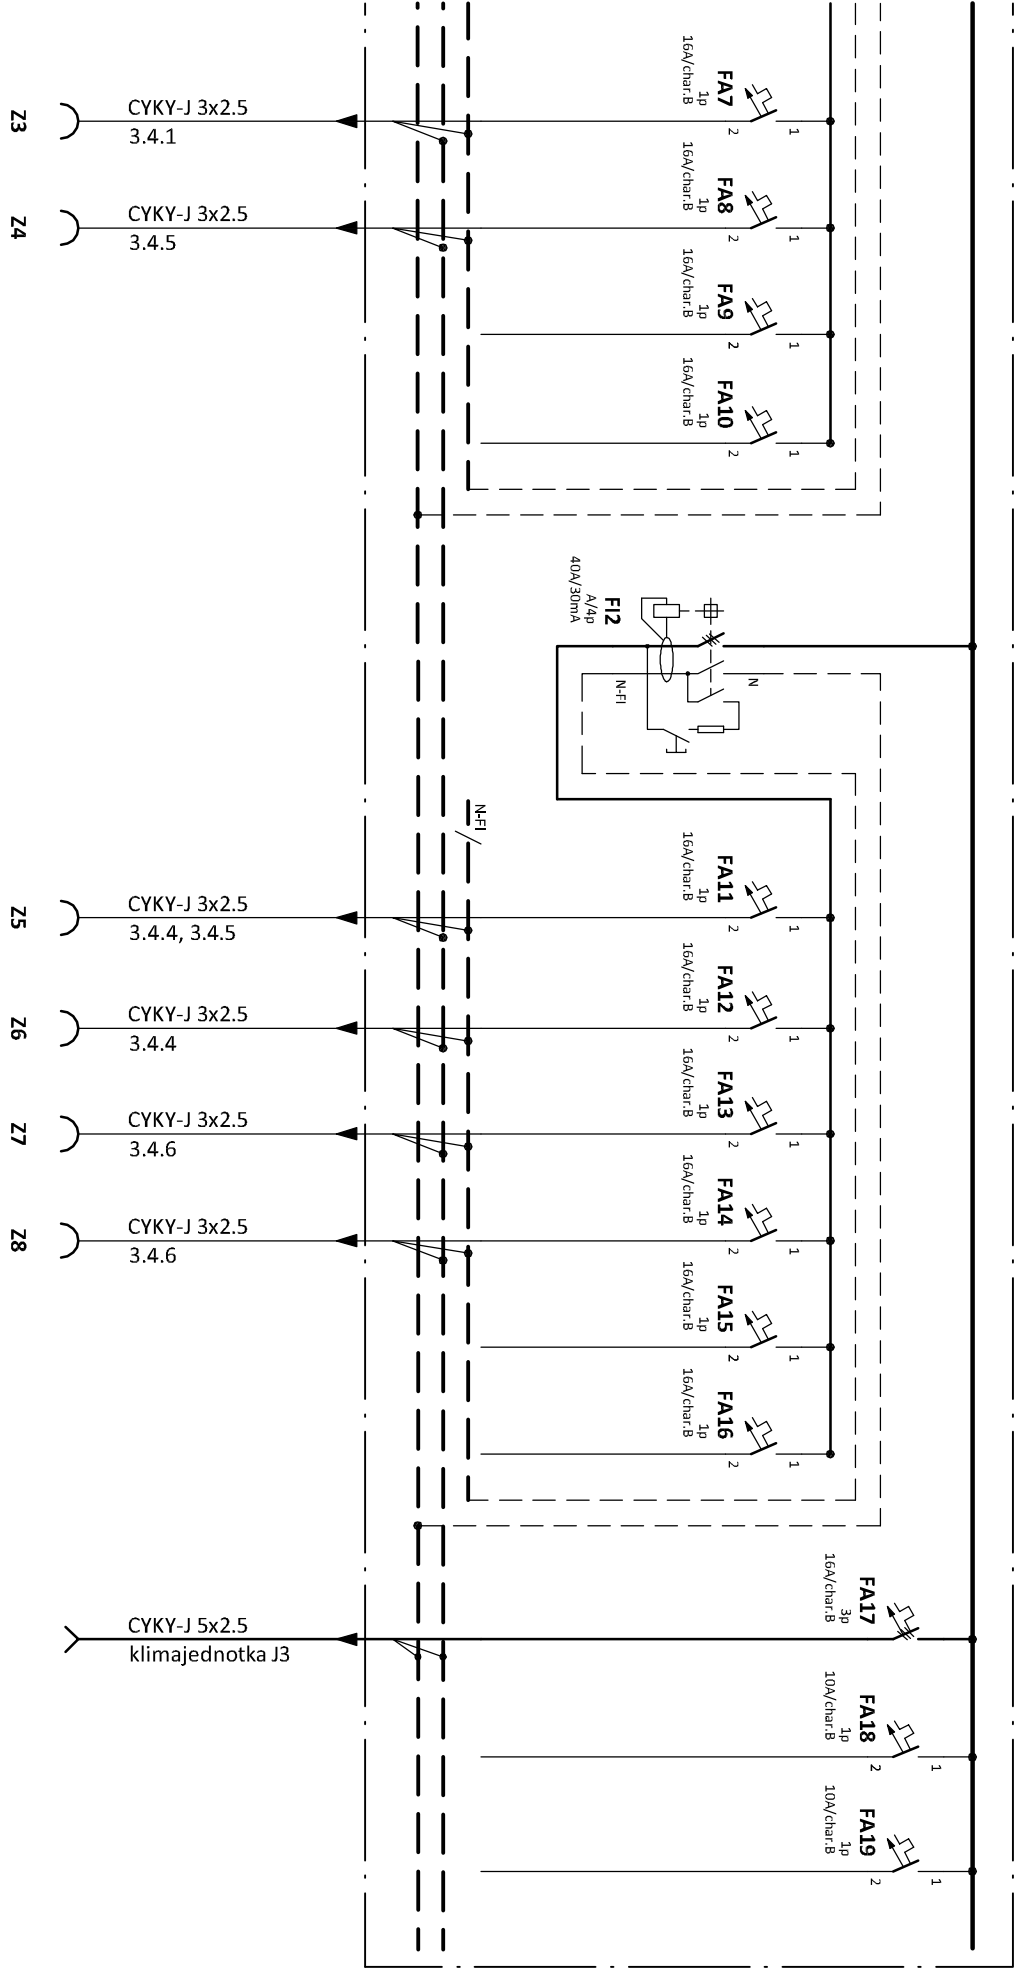 Z3
CYKY-J 3x2.5
3.4.1
FA7
1p
16A/char.B
2
1
Z4
CYKY-J 3x2.5
3.4.5
FA8
1p
16A/char.B
2
1
FA9
1p
16A/char.B
2
1
FA10
1p
16A/char.B
2
1
FI2
A/4p
40A/30mA
N
N-FI
N-FI
Z5
CYKY-J 3x2.5
3.4.4, 3.4.5
FA11
1p
16A/char.B
2
1
Z6
CYKY-J 3x2.5
3.4.4
FA12
1p
16A/char.B
2
1
Z7
CYKY-J 3x2.5
3.4.6
FA13
1p
16A/char.B
2
1
Z8
CYKY-J 3x2.5
3.4.6
FA14
1p
16A/char.B
2
1
FA15
1p
16A/char.B
2
1
FA16
1p
16A/char.B
2
1
CYKY-J 5x2.5
klimajednotka J3
FA17
3p
16A/char.B
FA18
1p
10A/char.B
2
1
FA19
1p
10A/char.B
2
1